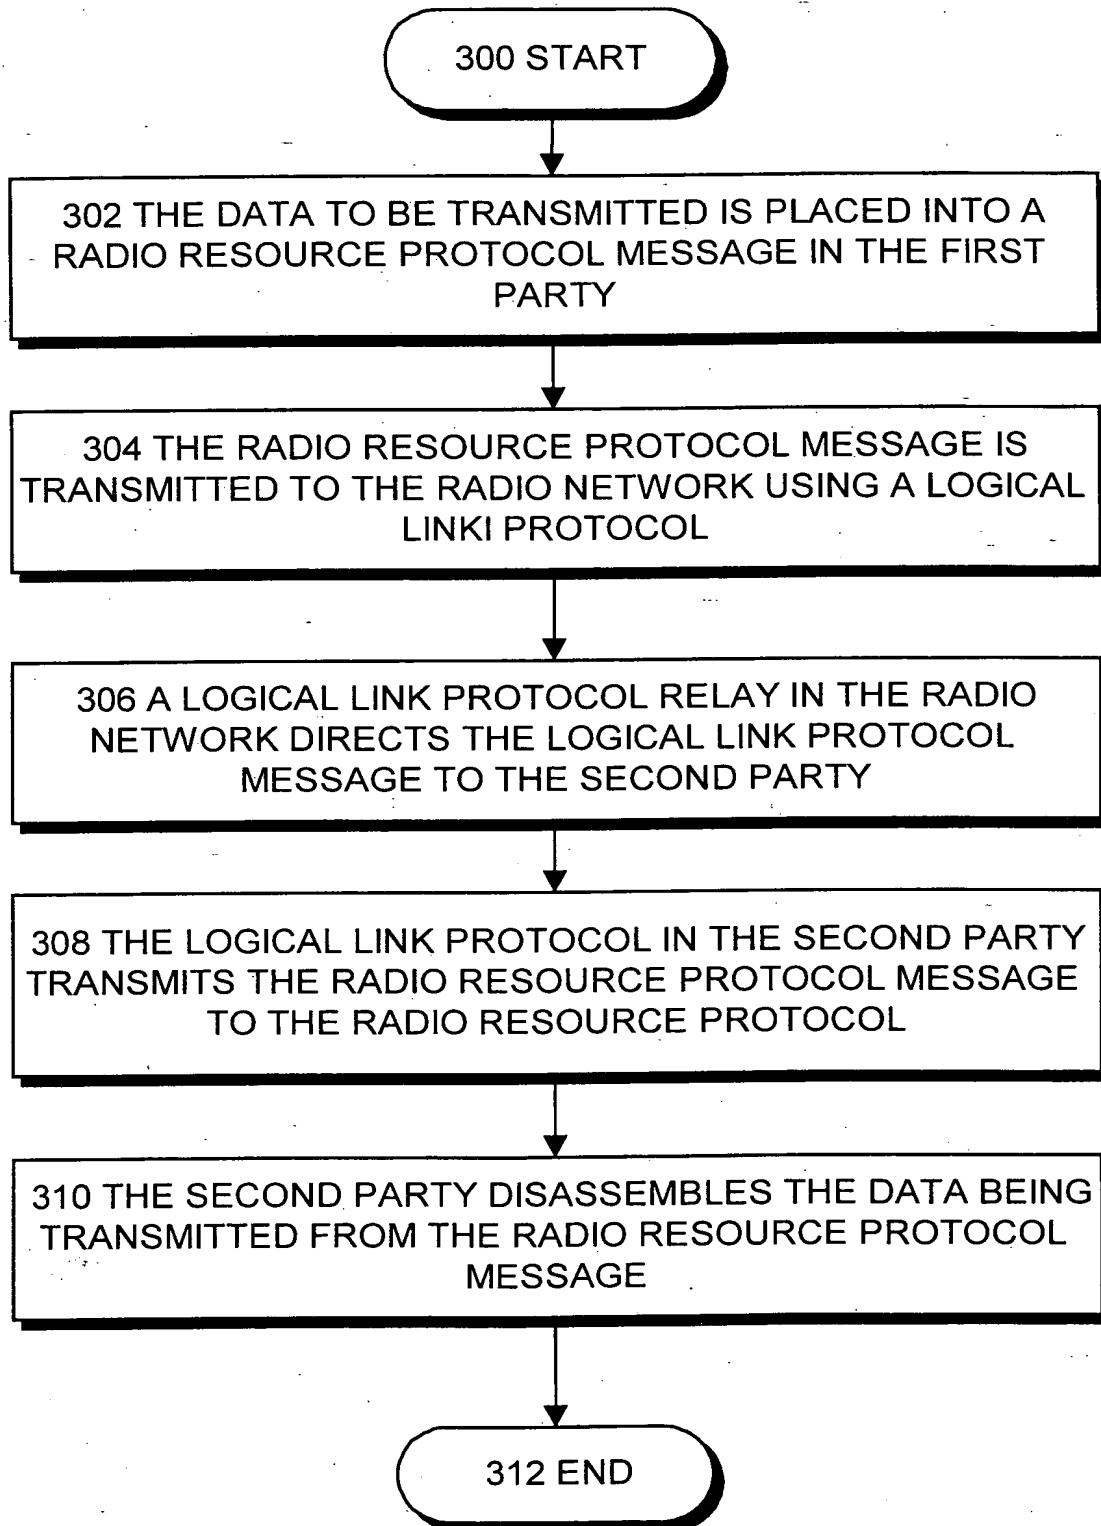 300 START
302 THE DATA TO BE TRANSMITTED IS PLACED INTO A
RADIO RESOURCE PROTOCOL MESSAGE IN THE FIRST
PARTY
304 THE RADIO RESOURCE PROTOCOL MESSAGE IS
TRANSMITTED TO THE RADIO NETWORK USING A LOGICAL
LINKI PROTOCOL
306 A LOGICAL LINK PROTOCOL RELAY IN THE RADIO
NETWORK DIRECTS THE LOGICAL LINK PROTOCOL
MESSAGE TO THE SECOND PARTY
308 THE LOGICAL LINK PROTOCOL IN THE SECOND PARTY
TRANSMITS THE RADIO RESOURCE PROTOCOL MESSAGE
TO THE RADIO RESOURCE PROTOCOL
310 THE SECOND PARTY DISASSEMBLES THE DATA BEING
TRANSMITTED FROM THE RADIO RESOURCE PROTOCOL
MESSAGE
312 END